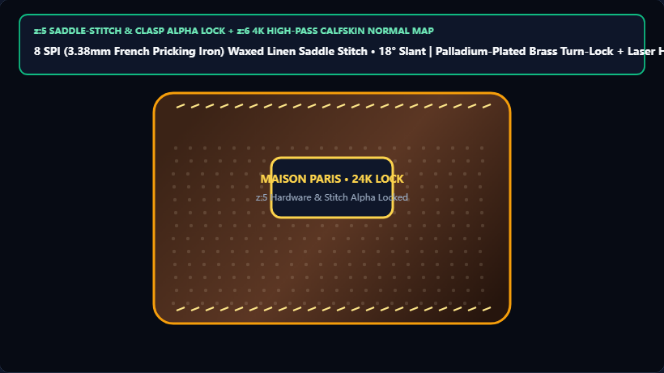 z:5 SADDLE-STITCH & CLASP ALPHA LOCK + z:6 4K HIGH-PASS CALFSKIN NORMAL MAP
8 SPI (3.38mm French Pricking Iron) Waxed Linen Saddle Stitch • 18° Slant | Palladium-Plated Brass Turn-Lock + Laser H
MAISON PARIS • 24K LOCK
z:5 Hardware & Stitch Alpha Locked